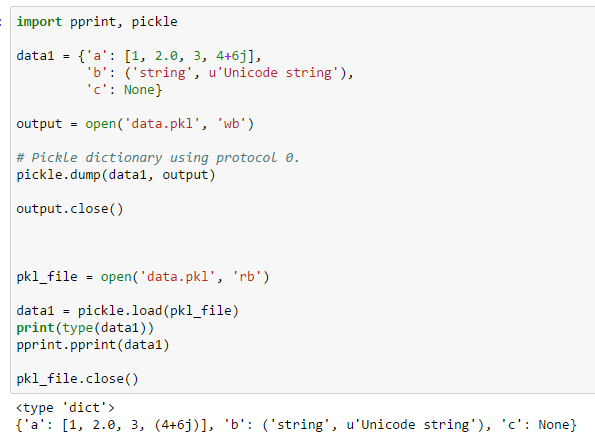 import pprint, pickle
data1 = {'a': [1, 2.0, 3, 4+6j],
'b': ('string', u'Unicode string'),
'c': None}
output = open('data.pkl', 'wb')
# Pickle dictionary using protocol 0.
pickle.dump(data1, output)
output.close()
pkl_file = open('data.pkl', 'rb')
data1 = pickle.load(pkl_file)
print(type(data1))
pprint.pprint(data1)
pkl_file.close()
<type 'dict'>
{'a': [1, 2.0, 3, (4+6j)], 'b': ('string', u'Unicode string'), 'c': None}